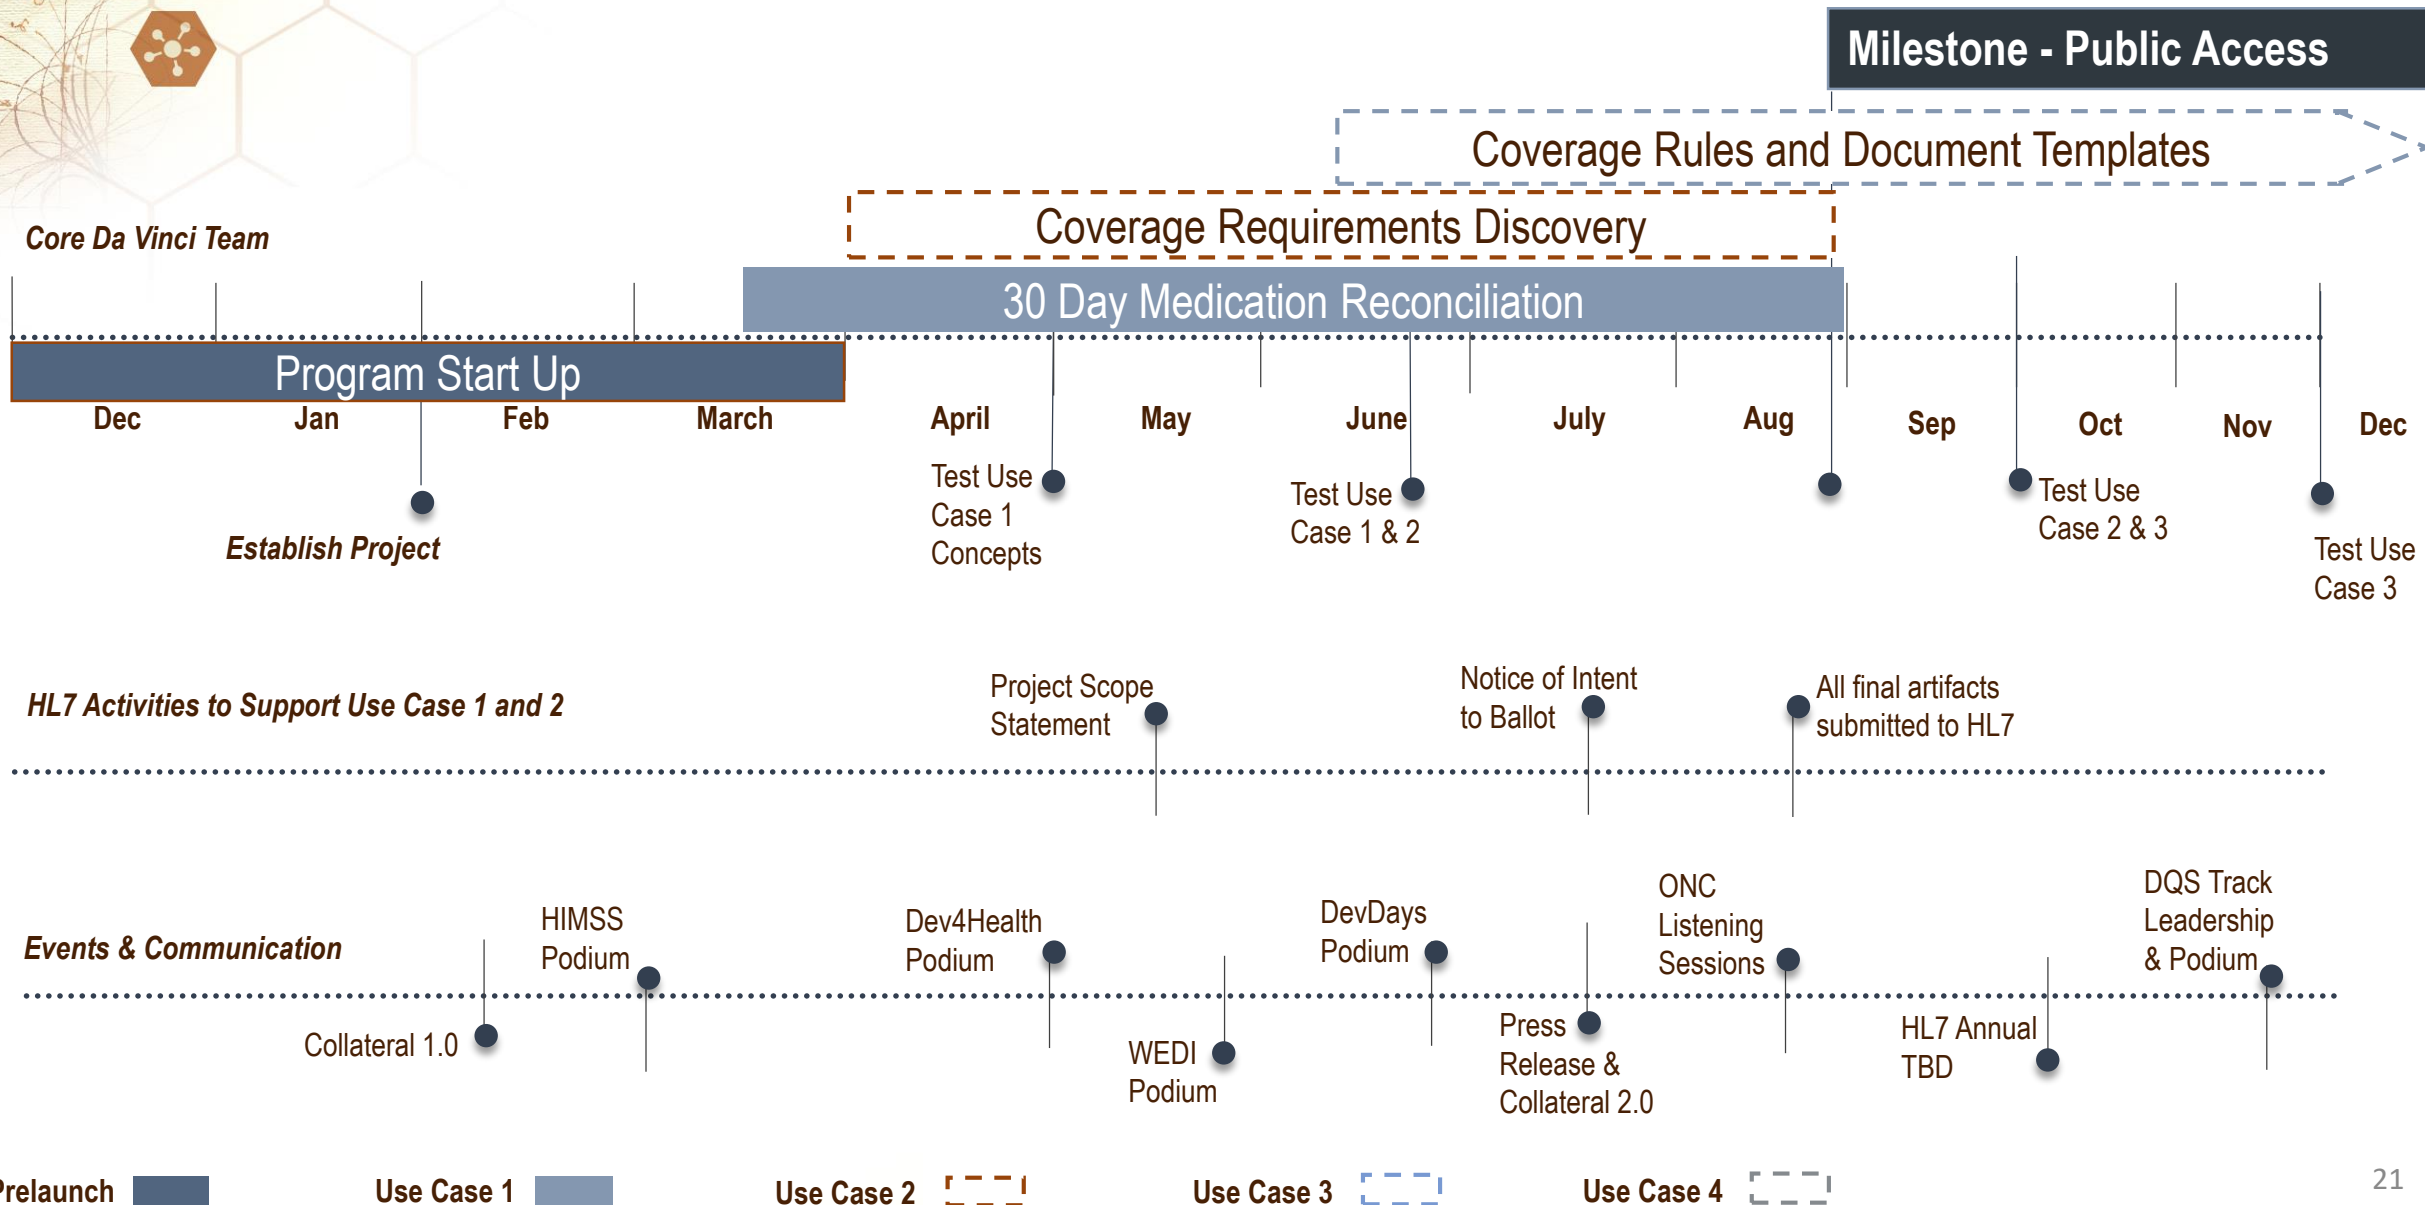 Milestone - Public Access
Coverage Rules and Document Templates
Coverage Requirements Discovery
Core Da Vinci Team
30 Day Medication Reconciliation
Program Start Up
Dec
Jan
Feb
March
April
May
June
July
Aug
Sep
Oct
Nov
Dec
Establish Project
Test Use
Case 1
Concepts
Test Use
Case 1 & 2
Test Use
Case 2 & 3
Test Use
Case 3
HL7 Activities to Support Use Case 1 and 2
Project Scope
Statement
Notice of Intent
to Ballot
All final artifacts
submitted to HL7
Events & Communication
Collateral 1.0
HIMSS
Podium
Dev4Health
Podium
WEDI
Podium
DevDays
Podium
Press
Release &
Collateral 2.0
ONC
Listening
Sessions
HL7 Annual
TBD
DQS Track
Leadership
& Podium
Prelaunch
Use Case 1
Use Case 2
Use Case 3
Use Case 4
21